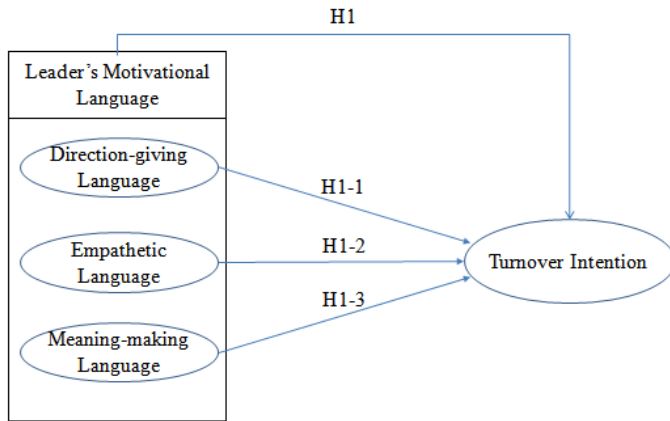 H1
Leader's Motivational
Language
Direction-giving
Language
H1-1
Empathetic
Language
H1-2
Turnover Intention
H1-3
Meaning-making
Language